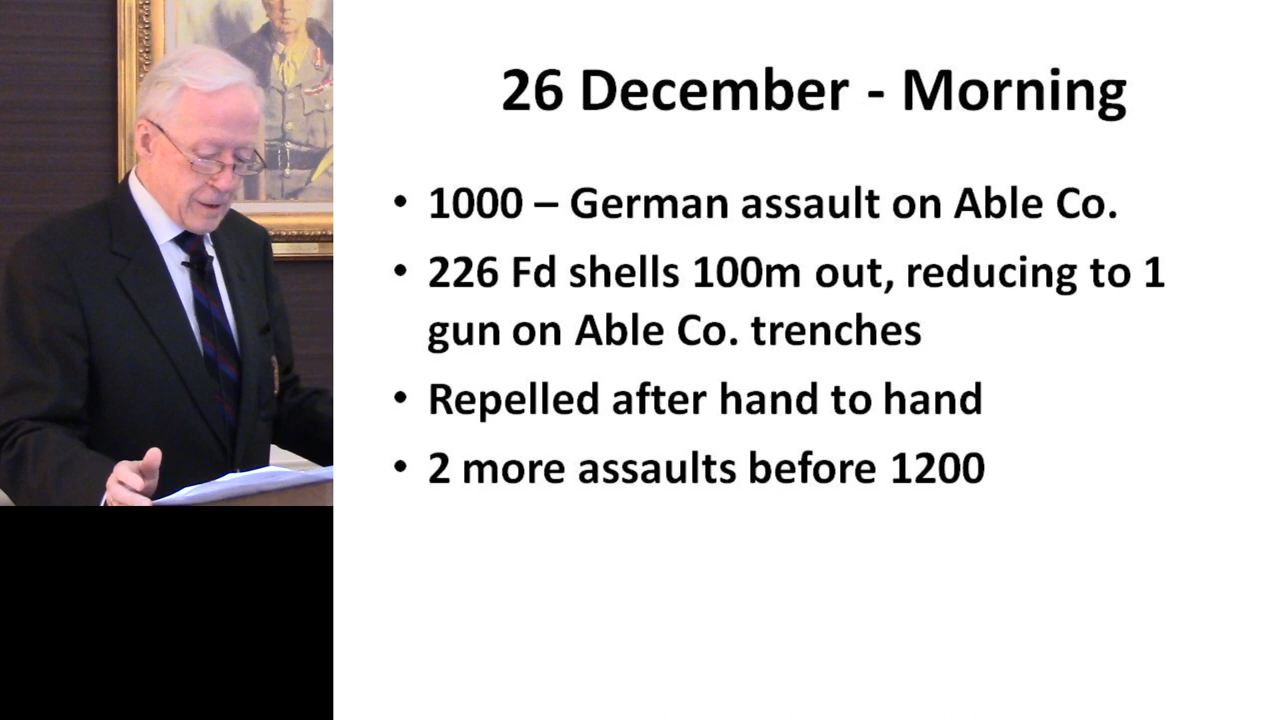 26 December - Morning
• 1000 – German assault on Able Co.
• 226 Fd shells 100m out, reducing to 1
gun on Able Co. trenches
• Repelled after hand to hand
• 2 more assaults before 1200